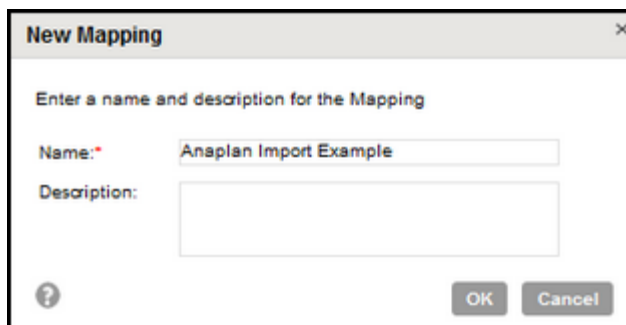 New Mapping
Enter a name and description for the Mapping
Name:*
Anaplan Import Example
Description:
OK
Cancel